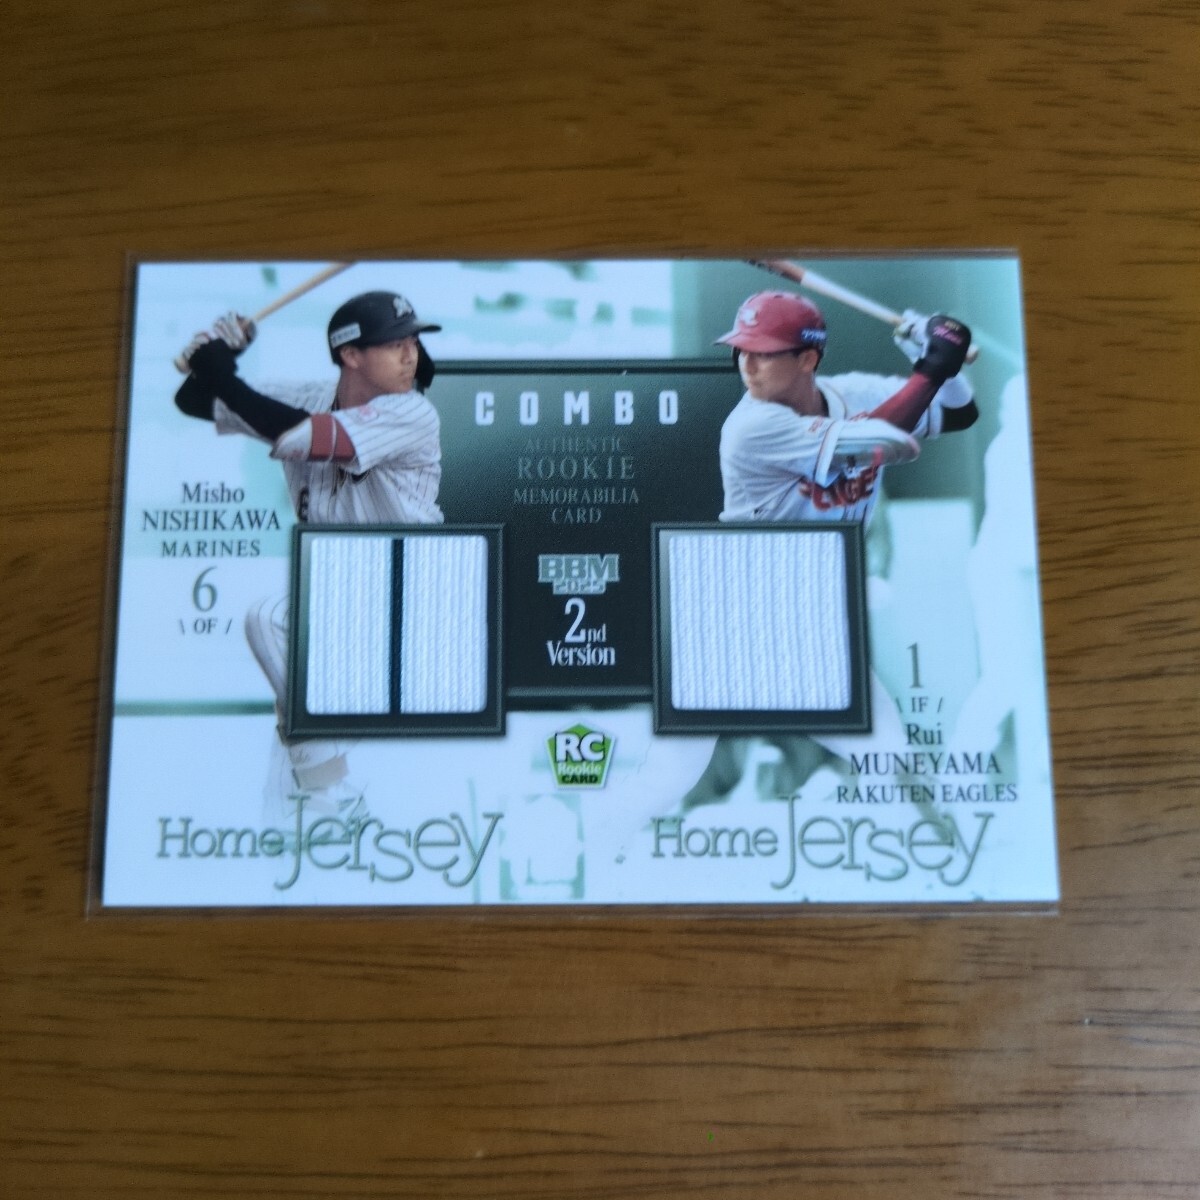 COMBO
AUTHENTIC
ROOKIE
MEMORABILIA
CARD
Misho
NISHIKAWA
MARINES
6
\ OF /
BBM
2025
2nd
Version
1
\ IF /
Rui
MUNEYAMA
RAKUTEN EAGLES
RC
Rookie
CARD
Home Jersey
Home Jersey